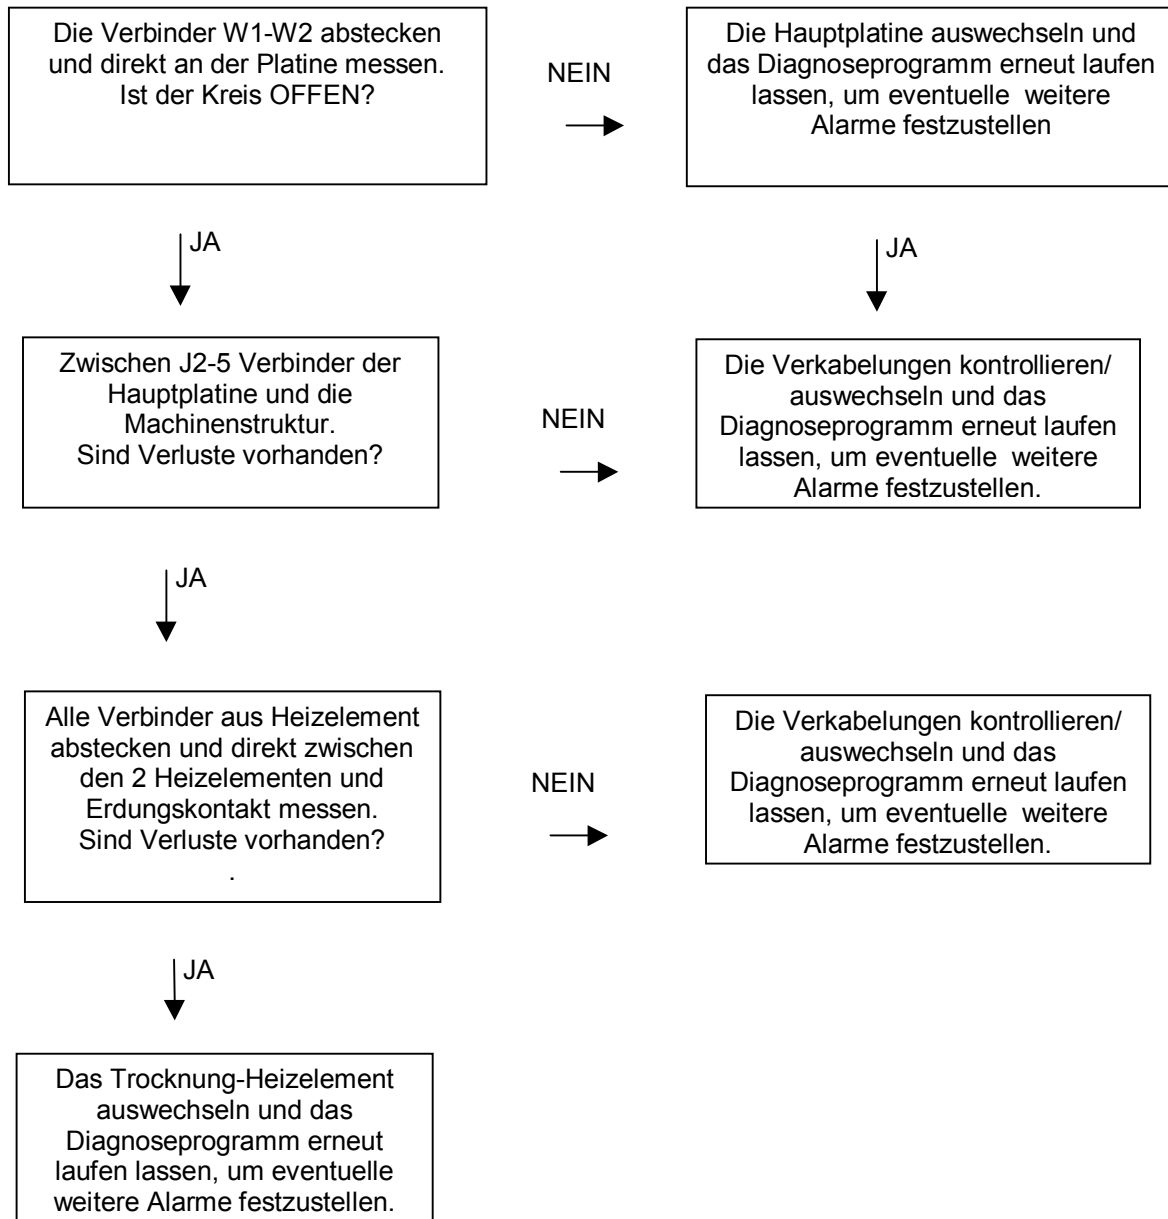 Die Verbinder W1-W2 abstecken
und direkt an der Platine messen.
Ist der Kreis OFFEN?
NEIN
Die Hauptplatine auswechseln und
das Diagnoseprogramm erneut laufen
lassen, um eventuelle weitere
Alarme festzustellen
JA
JA
Zwischen J2-5 Verbinder der
Hauptplatine und die
Machinenstruktur.
Sind Verluste vorhanden?
NEIN
Die Verkabelungen kontrollieren/
auswechseln und das
Diagnoseprogramm erneut laufen
lassen, um eventuelle weitere
Alarme festzustellen.
JA
Alle Verbinder aus Heizelement
abstecken und direkt zwischen
den 2 Heizelementen und
Erdungskontakt messen.
Sind Verluste vorhanden?
.
NEIN
Die Verkabelungen kontrollieren/
auswechseln und das
Diagnoseprogramm erneut laufen
lassen, um eventuelle weitere
Alarme festzustellen.
JA
Das Trocknung-Heizelement
auswechseln und das
Diagnoseprogramm erneut
laufen lassen, um eventuelle
weitere Alarme festzustellen.